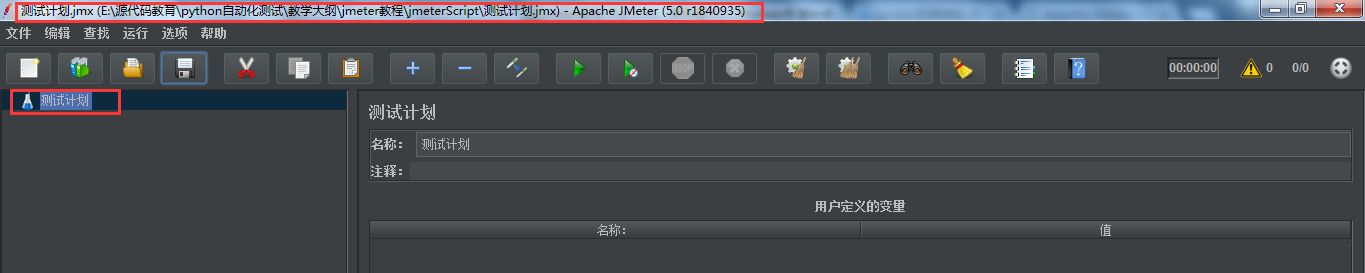 测试计划.jmx (E:\源代码教育\python自动化测试\教学大纲\jmeter教程\jmeterScript\测试计划.jmx) - Apache JMeter (5.0 r1840935)
文件 编辑 查找 运行 选项 帮助
STOP 00:00:00 0 0/0
测试计划
测试计划
名称: 测试计划
注释:
用户定义的变量
名称: 值